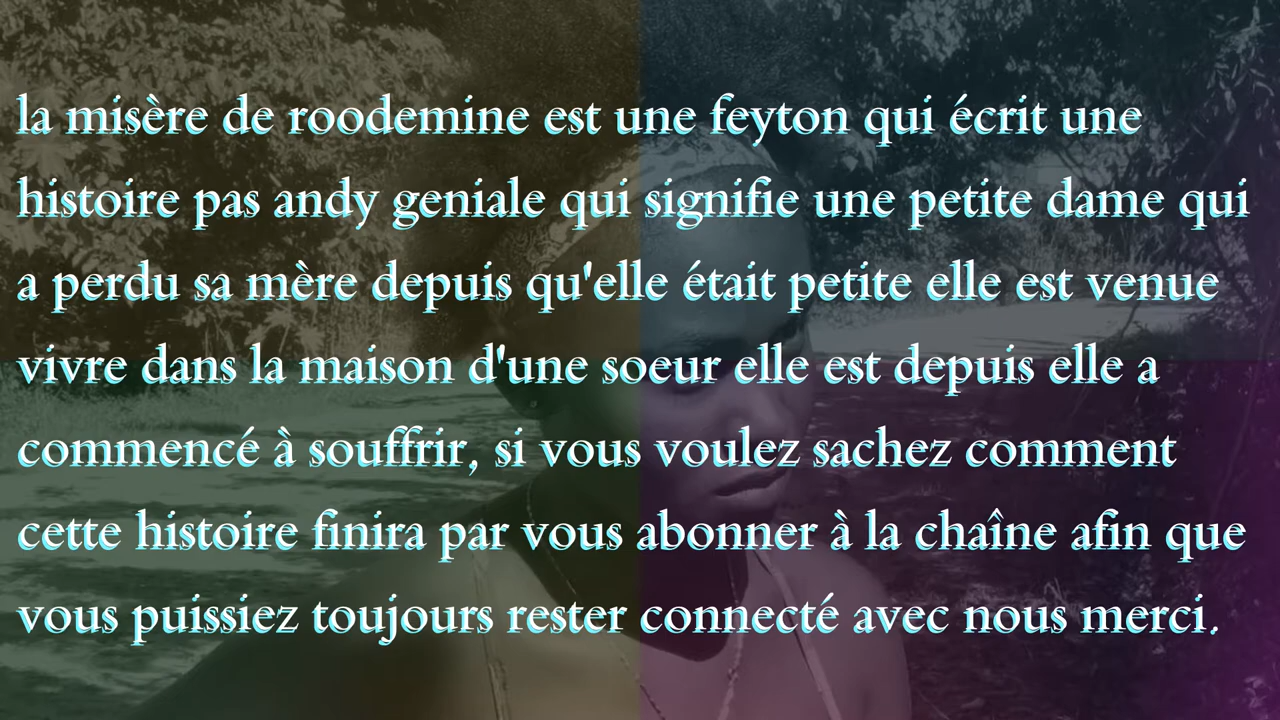 la misère de roodemine est une feyton qui écrit une
histoire pas andy geniale qui signifie une petite dame qui
a perdu sa mère depuis qu'elle était petite elle est venue
vivre dans la maison d'une soeur elle est depuis elle a
commencé à souffrir, si vous voulez sachez comment
cette histoire finira par vous abonner à la chaîne afin que
vous puissiez toujours rester connecté avec nous merci.